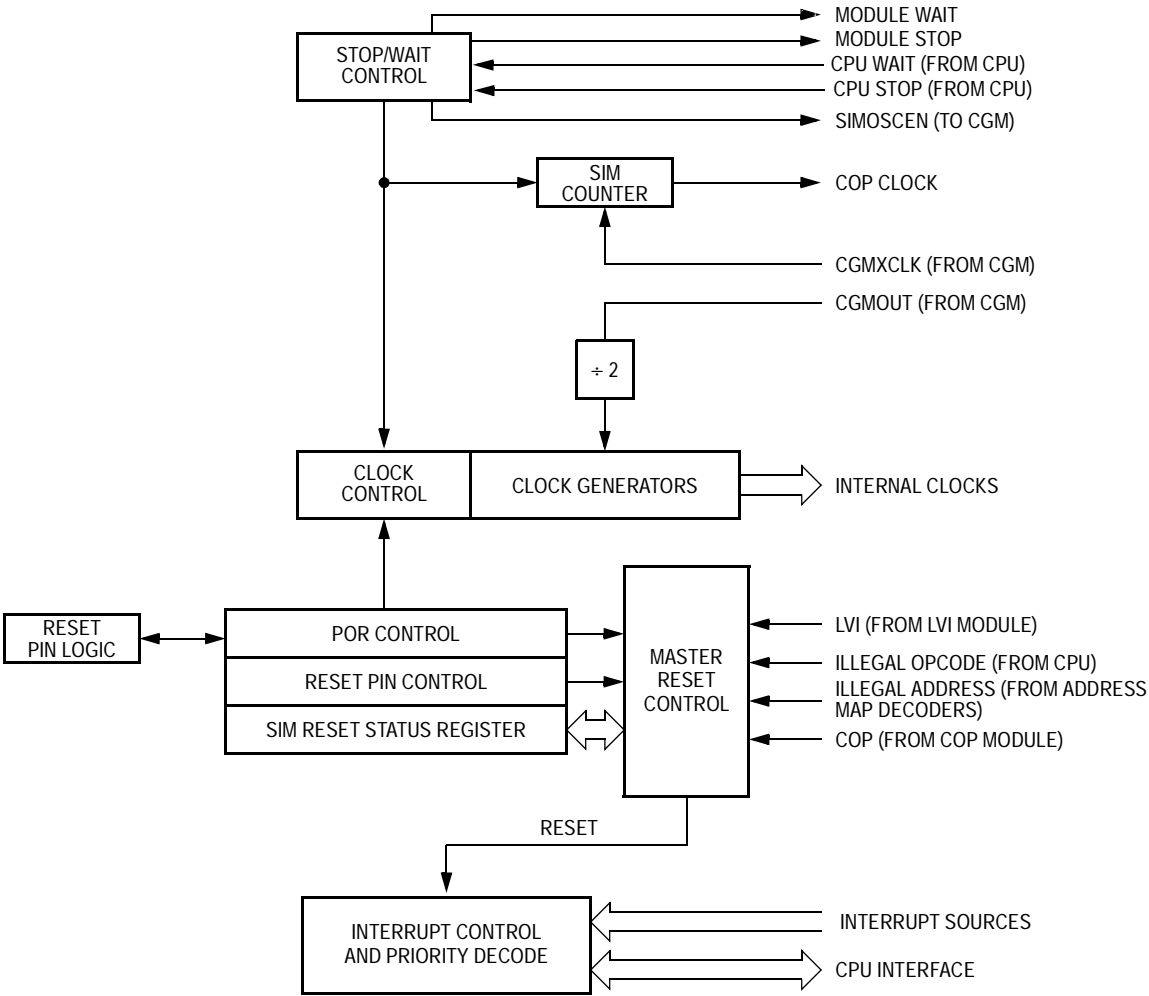 MODULE WAIT
MODULE STOP
STOP/WAIT
CONTROL
CPU WAIT (FROM CPU)
CPU STOP (FROM CPU)
SIMOSCEN (TO CGM)
SIM
COUNTER
COP CLOCK
CGMXCLK (FROM CGM)
CGMOUT (FROM CGM)
÷ 2
CLOCK
CONTROL
CLOCK GENERATORS
INTERNAL CLOCKS
RESET
PIN LOGIC
POR CONTROL
RESET PIN CONTROL
SIM RESET STATUS REGISTER
MASTER
RESET
CONTROL
LVI (FROM LVI MODULE)
ILLEGAL OPCODE (FROM CPU)
ILLEGAL ADDRESS (FROM ADDRESS
MAP DECODERS)
COP (FROM COP MODULE)
RESET
INTERRUPT CONTROL
AND PRIORITY DECODE
INTERRUPT SOURCES
CPU INTERFACE